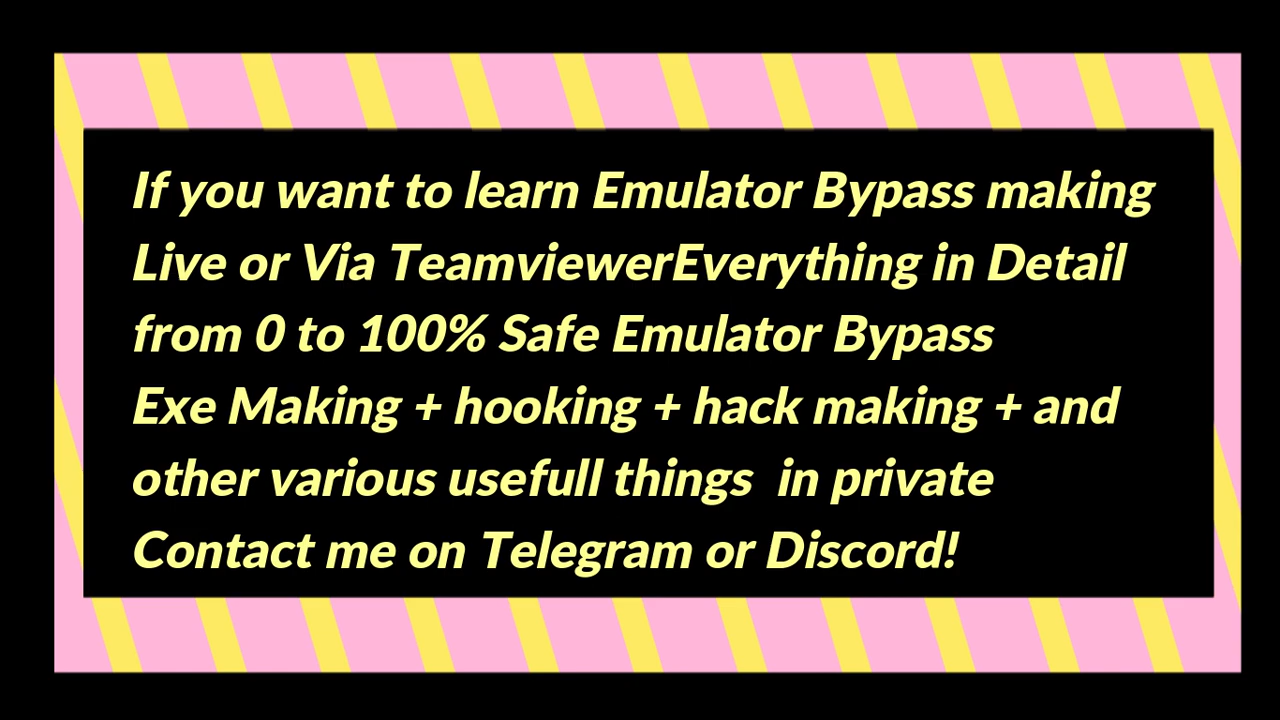 If you want to learn Emulator Bypass making
Live or Via TeamviewerEverything in Detail
from 0 to 100% Safe Emulator Bypass
Exe Making + hooking + hack making + and
other various usefull things  in private
Contact me on Telegram or Discord!